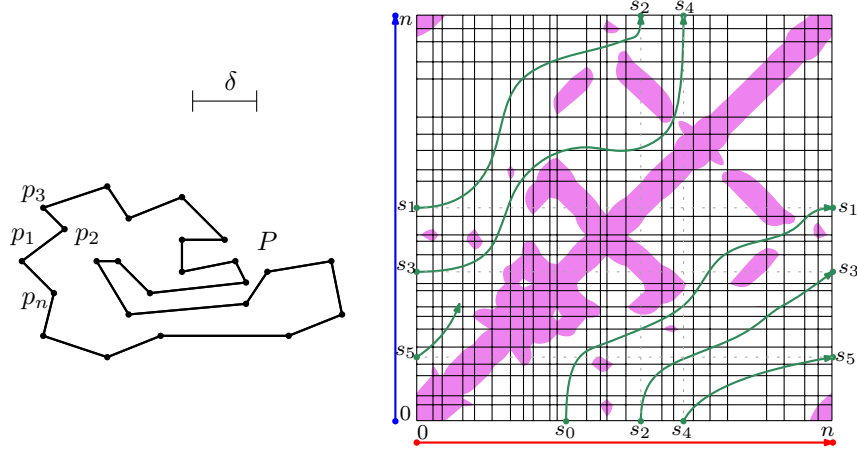 δ
p₃
p₁ p₂ P
pₙ
n s₂ s₄
s₁ s₁
s₃ s₃
s₅ s₅
0
0 s₀ s₂ s₄ n